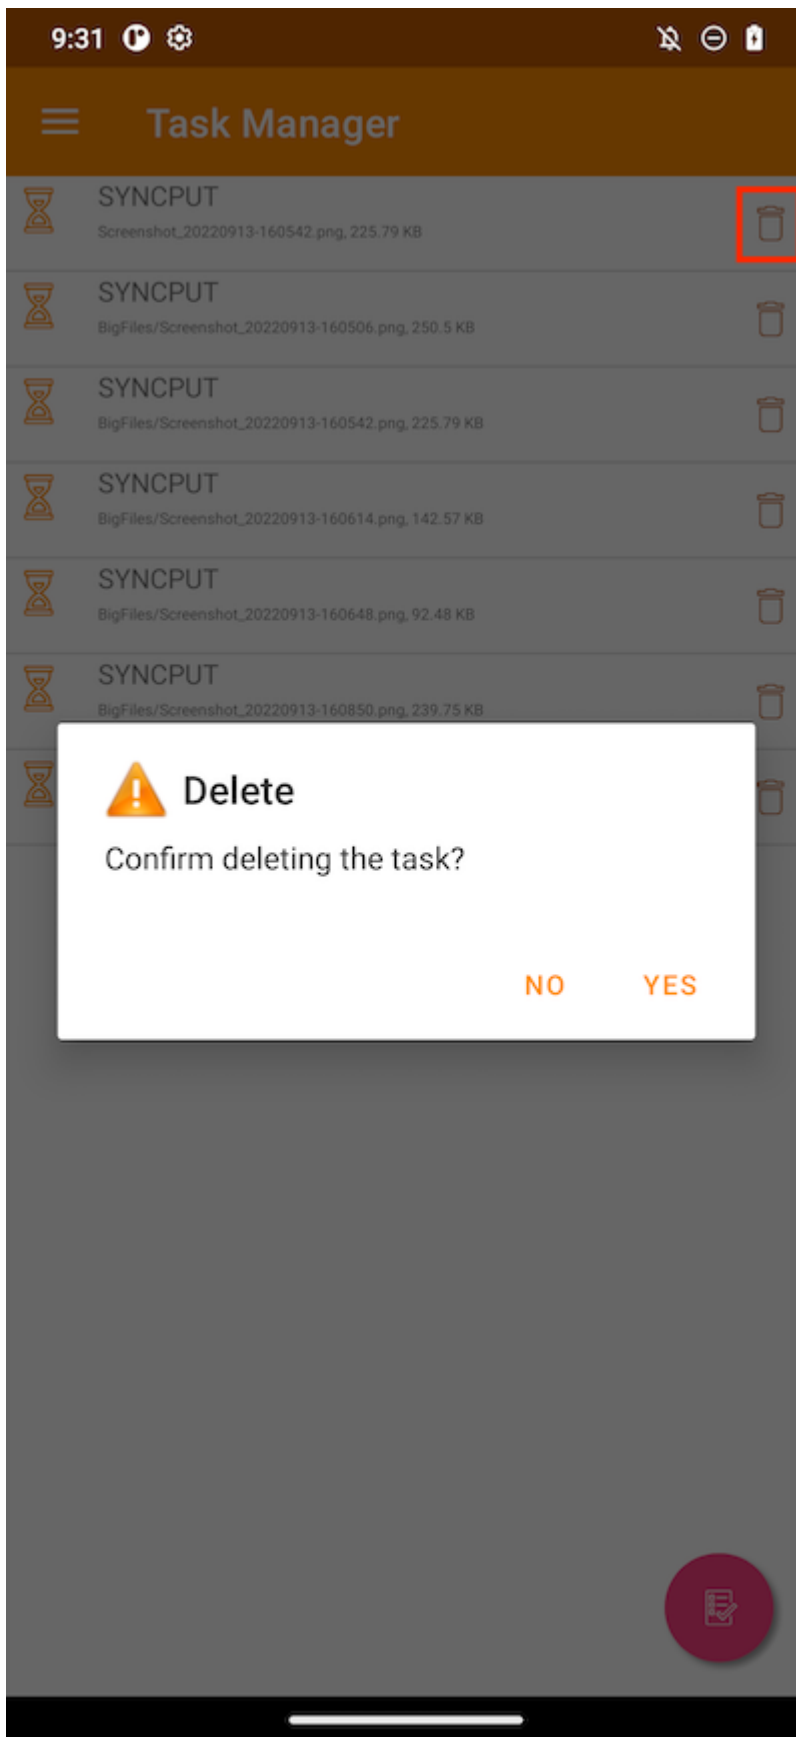 9:31
Task Manager
SYNCPUT
Screenshot_20220913-160542.png, 225.79 KB
SYNCPUT
BigFiles/Screenshot_20220913-160506.png, 250.5 KB
SYNCPUT
BigFiles/Screenshot_20220913-160542.png, 225.79 KB
SYNCPUT
BigFiles/Screenshot_20220913-160614.png, 142.57 KB
SYNCPUT
BigFiles/Screenshot_20220913-160648.png, 92.48 KB
SYNCPUT
BigFiles/Screenshot_20220913-160850.png, 239.75 KB
Delete
Confirm deleting the task?
NO YES